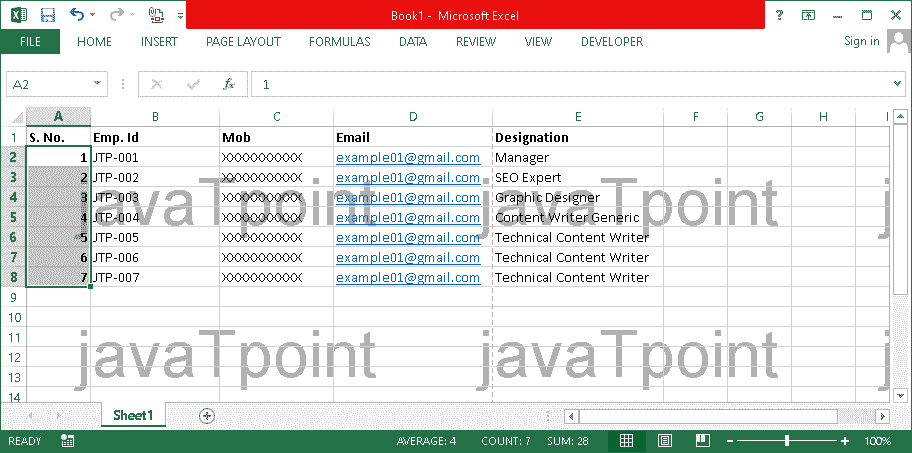 Book1 - Microsoft Excel
FILE HOME INSERT PAGE LAYOUT FORMULAS DATA REVIEW VIEW DEVELOPER Sign in
A2 fx 1
A B C D E F G H I
1 S. No. Emp. Id Mob Email Designation
2 1 JTP-001 XXXXXXXXXX example01@gmail.com Manager
3 2 JTP-002 XXXXXXXXXX example01@gmail.com SEO Expert
4 3 JTP-003 XXXXXXXXXX example01@gmail.com Graphic Designer
5 4 JTP-004 XXXXXXXXXX example01@gmail.com Content Writer Generic
6 5 JTP-005 XXXXXXXXXX example01@gmail.com Technical Content Writer
7 6 JTP-006 XXXXXXXXXX example01@gmail.com Technical Content Writer
8 7 JTP-007 XXXXXXXXXX example01@gmail.com Technical Content Writer
javaTpoint javaTpoint
9
10
11
12
13
14
javaTpoint javaTpoint
Sheet1
READY AVERAGE: 4 COUNT: 7 SUM: 28 100%